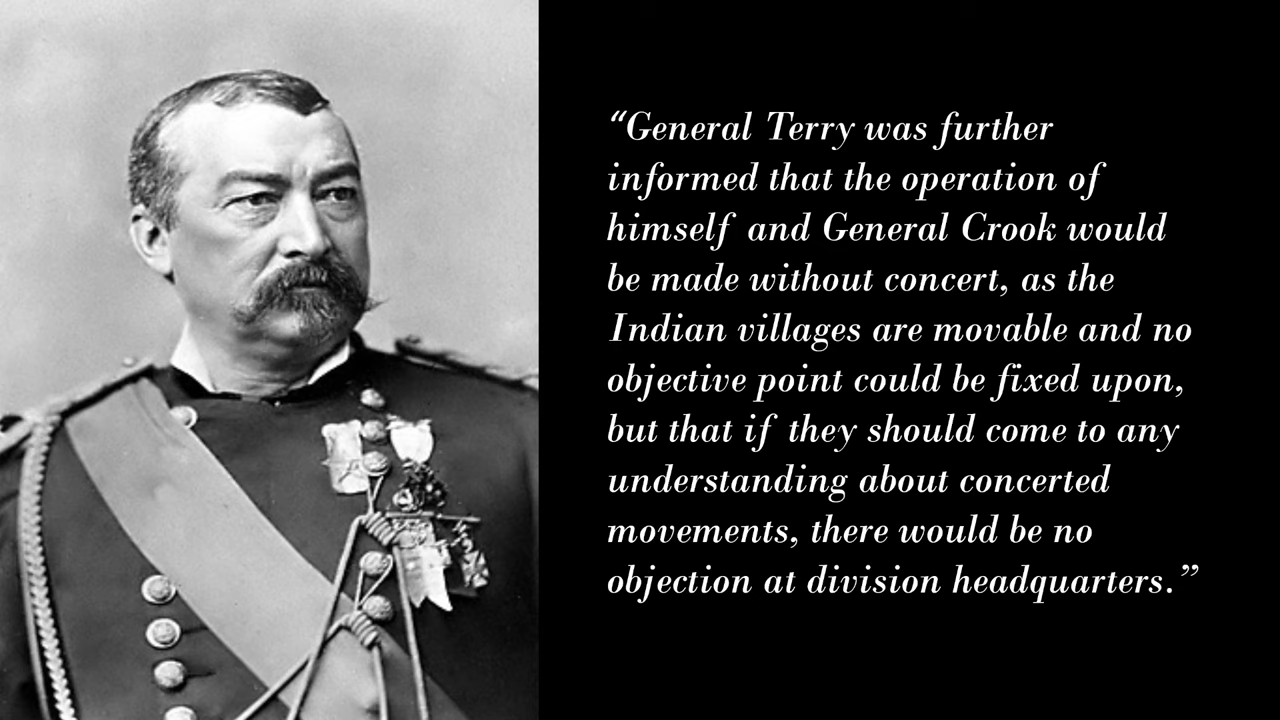 “General Terry was further
informed that the operation of
himself and General Crook would
be made without concert, as the
Indian villages are movable and no
objective point could be fixed upon,
but that if they should come to any
understanding about concerted
movements, there would be no
objection at division headquarters.”